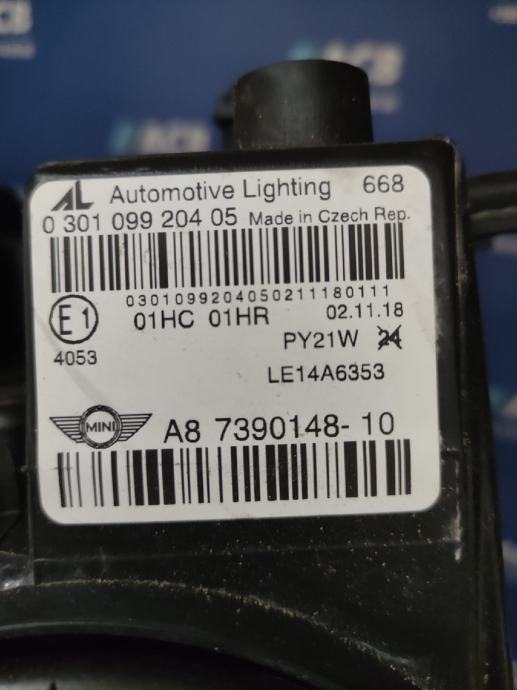 ACB
AL Automotive Lighting 668
0 301 099 204 05 Made in Czech Rep.
0301099204050211180111
E1 01HC 01HR 02.11.18
4053 PY21W 24
LE14A6353
MINI A8 7390148-10